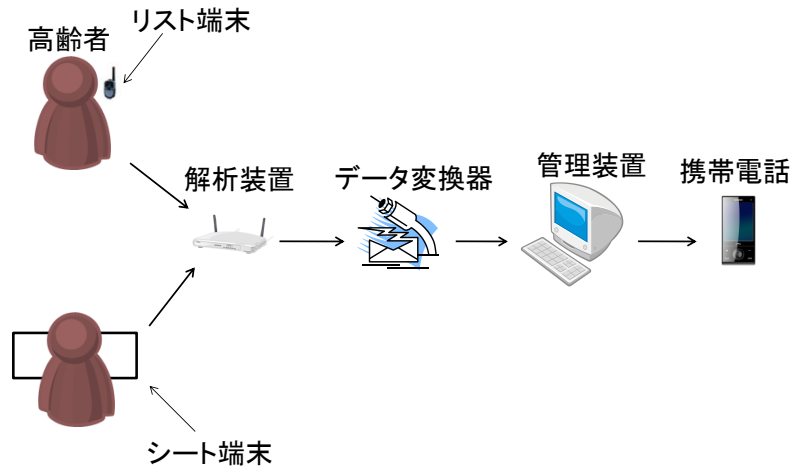 リスト端末
高齢者
解析装置
データ変換器
管理装置
携帯電話
シート端末